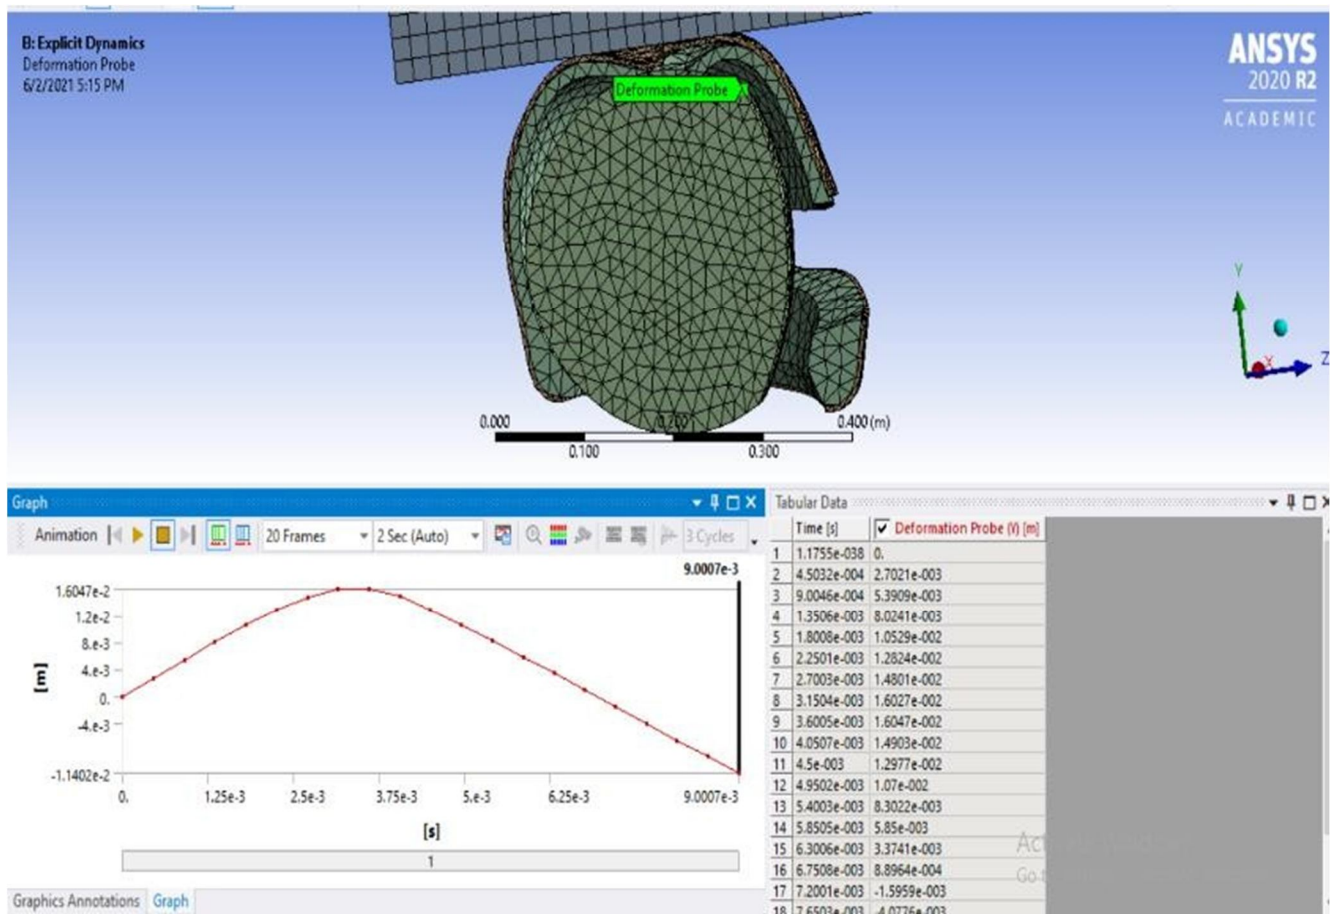 B: Explicit Dynamics
Deformation Probe
6/2/2021 5:15 PM
ANSYS
2020 R2
ACADEMIC
Deformation Probe
Y
X
Z
0.000 0.200 0.400 (m)
0.100 0.300
Graph
Animation 20 Frames 2 Sec (Auto) 3 Cycles
9.0007e-3
1.6047e-2
1.2e-2
8.e-3
4.e-3
0.
-4.e-3
-1.1402e-2
[m]
0. 1.25e-3 2.5e-3 3.75e-3 5.e-3 6.25e-3 9.0007e-3
[s]
1
Graphics Annotations Graph
Tabular Data
Time [s] Deformation Probe (Y) [m]
1 1.1755e-038 0.
2 4.5032e-004 2.7021e-003
3 9.0046e-004 5.3909e-003
4 1.3506e-003 8.0241e-003
5 1.8008e-003 1.0529e-002
6 2.2501e-003 1.2824e-002
7 2.7003e-003 1.4801e-002
8 3.1504e-003 1.6027e-002
9 3.6005e-003 1.6047e-002
10 4.0507e-003 1.4903e-002
11 4.5e-003 1.2977e-002
12 4.9502e-003 1.07e-002
13 5.4003e-003 8.3022e-003
14 5.8505e-003 5.85e-003
15 6.3006e-003 3.3741e-003
16 6.7508e-003 8.8964e-004
17 7.2001e-003 -1.5959e-003
18 7.6503e-003 -4.0776e-003